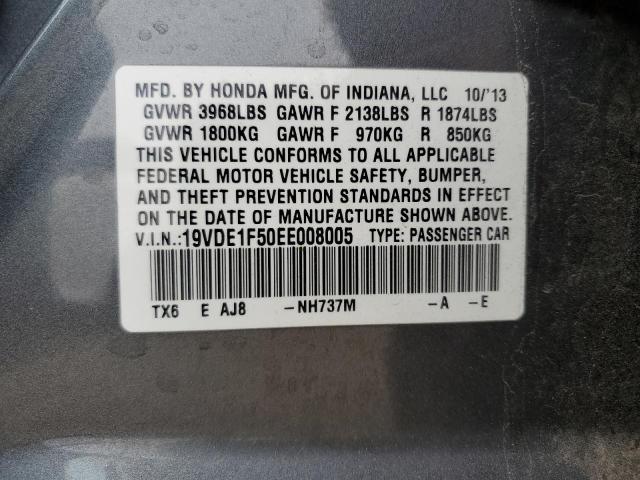 MFD. BY HONDA MFG. OF INDIANA, LLC 10/'13
GVWR 3968LBS GAWR F 2138LBS R 1874LBS
GVWR 1800KG GAWR F 970KG R 850KG
THIS VEHICLE CONFORMS TO ALL APPLICABLE
FEDERAL MOTOR VEHICLE SAFETY, BUMPER,
AND THEFT PREVENTION STANDARDS IN EFFECT
ON THE DATE OF MANUFACTURE SHOWN ABOVE.
V.I.N.:19VDE1F50EE008005 TYPE: PASSENGER CAR
TX6 E AJ8 -NH737M -A -E